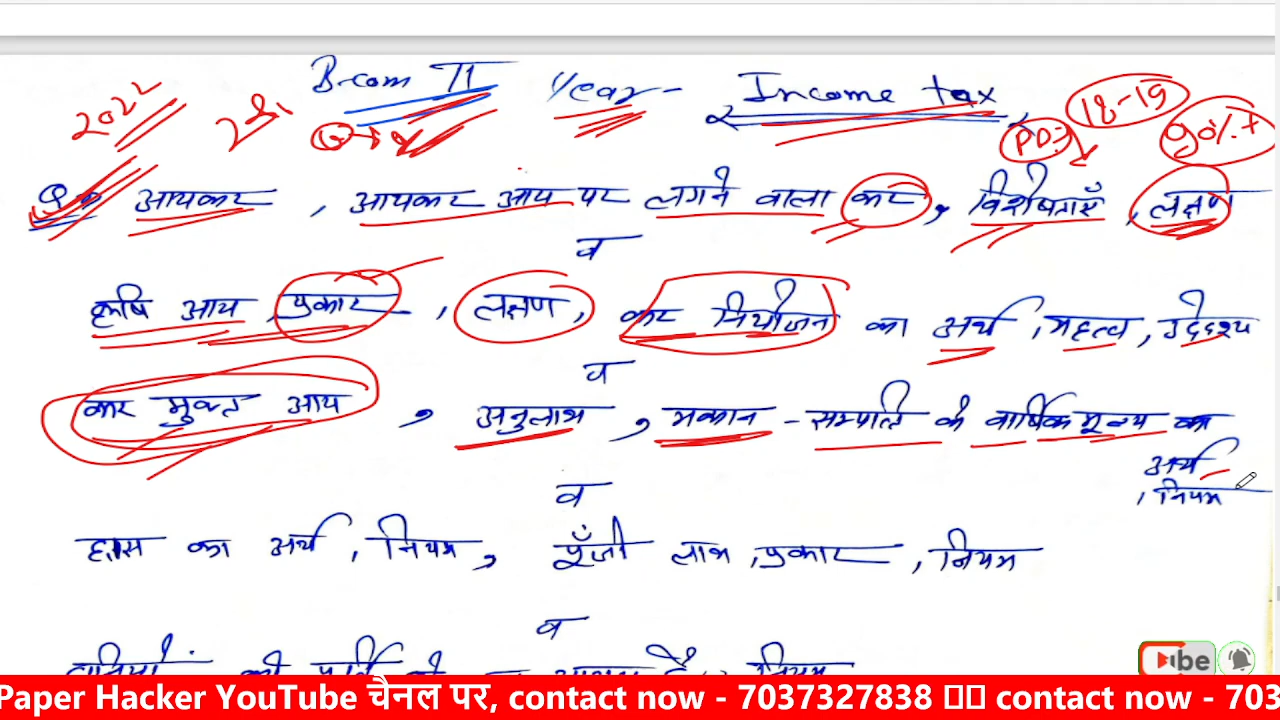 B.com II Year - Income tax
2022 18-19 90%+
PD:
Q. आयकर, आयकर आय पर लगने वाला कर, विशेषताएँ, लक्षण
व
कृषि आय, प्रकार, लक्षण, कर नियोजन का अर्थ, महत्व, उद्देश्य
व
कर मुक्त आय, अनुलाभ, मकान - सम्पत्ति के वार्षिक मूल्य का
अर्थ
, नियम
व
ह्रास का अर्थ, नियम, पूँजी लाभ, प्रकार, नियम
व
Paper Hacker YouTube चैनल पर, contact now - 7037327838 contact now - 703